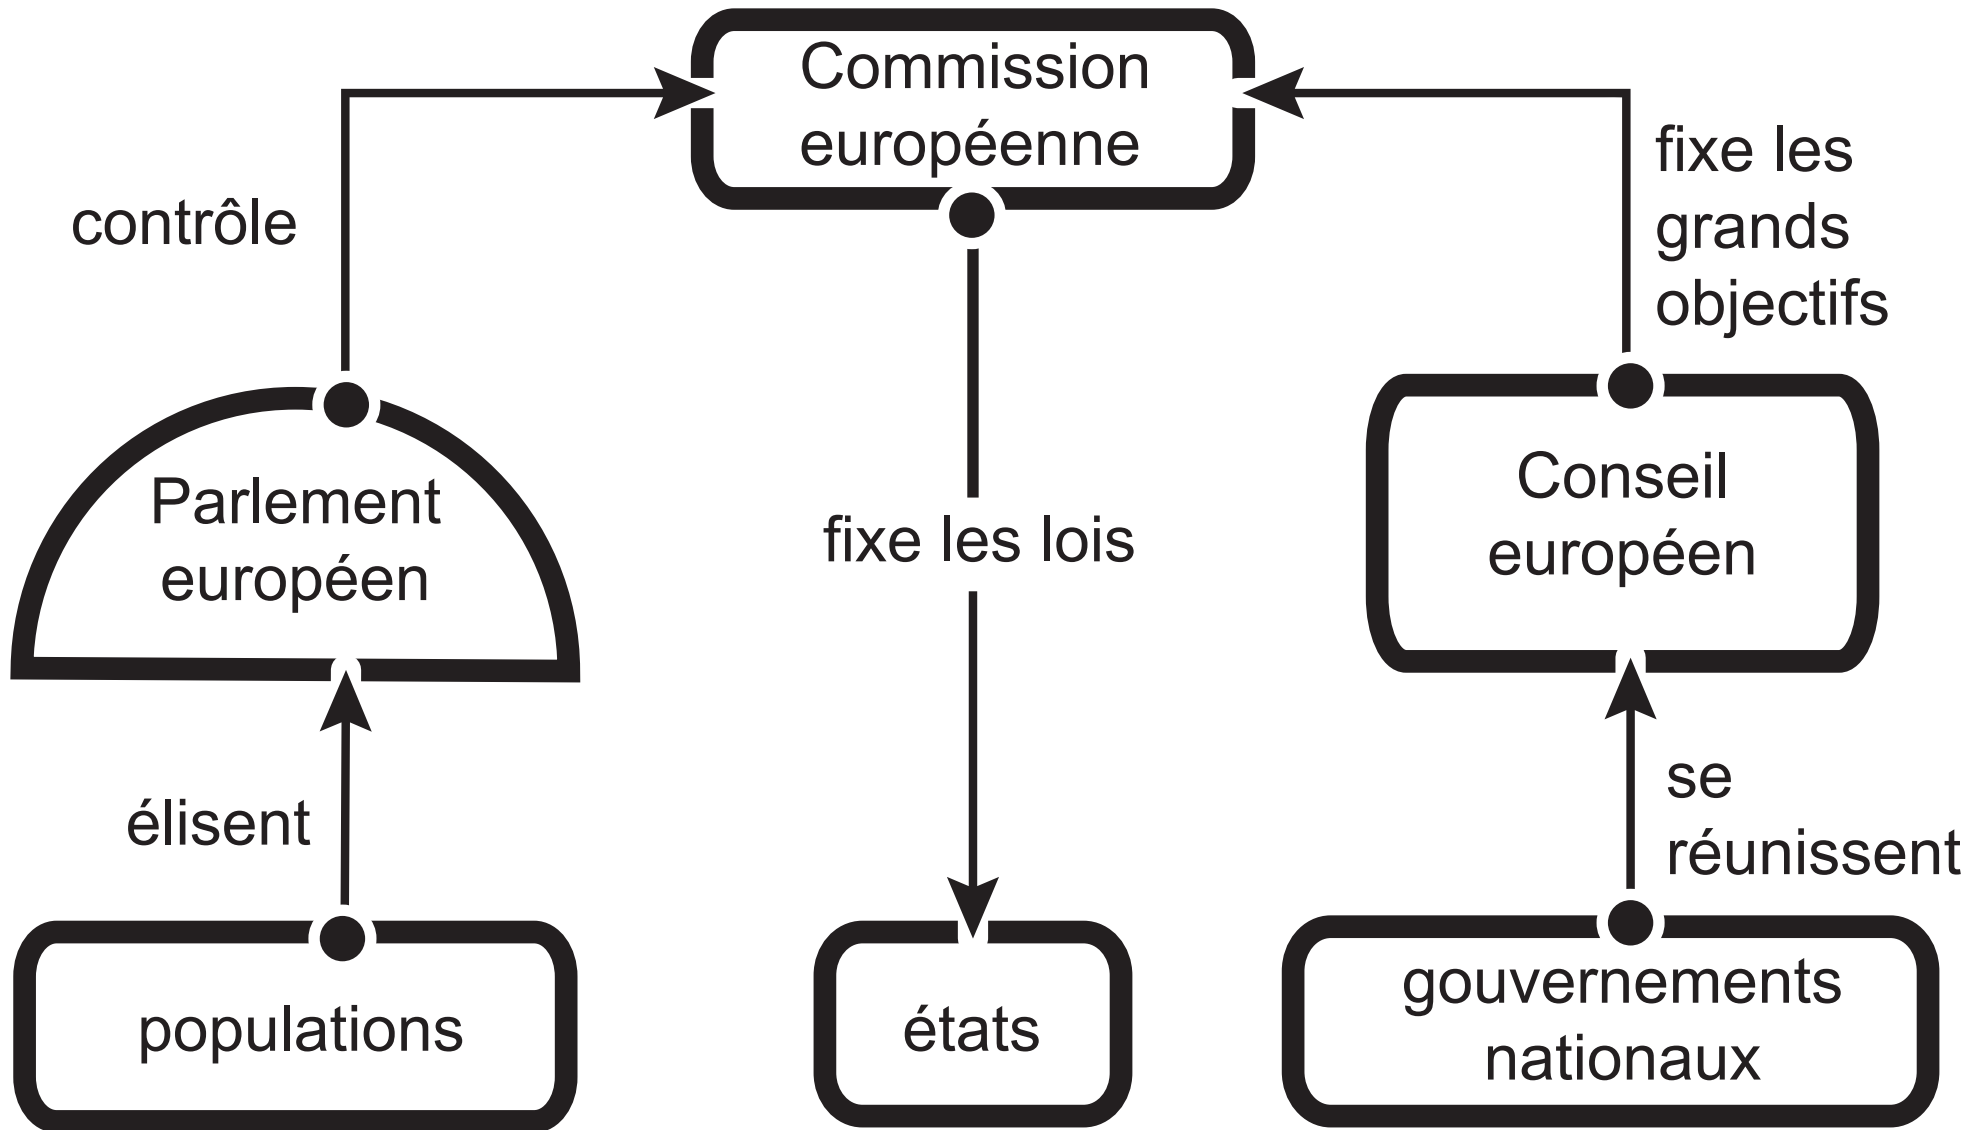 Commission
européenne
contrôle
fixe les
grands
objectifs
Parlement
européen
fixe les lois
Conseil
européen
élisent
se
réunissent
populations
états
gouvernements
nationaux